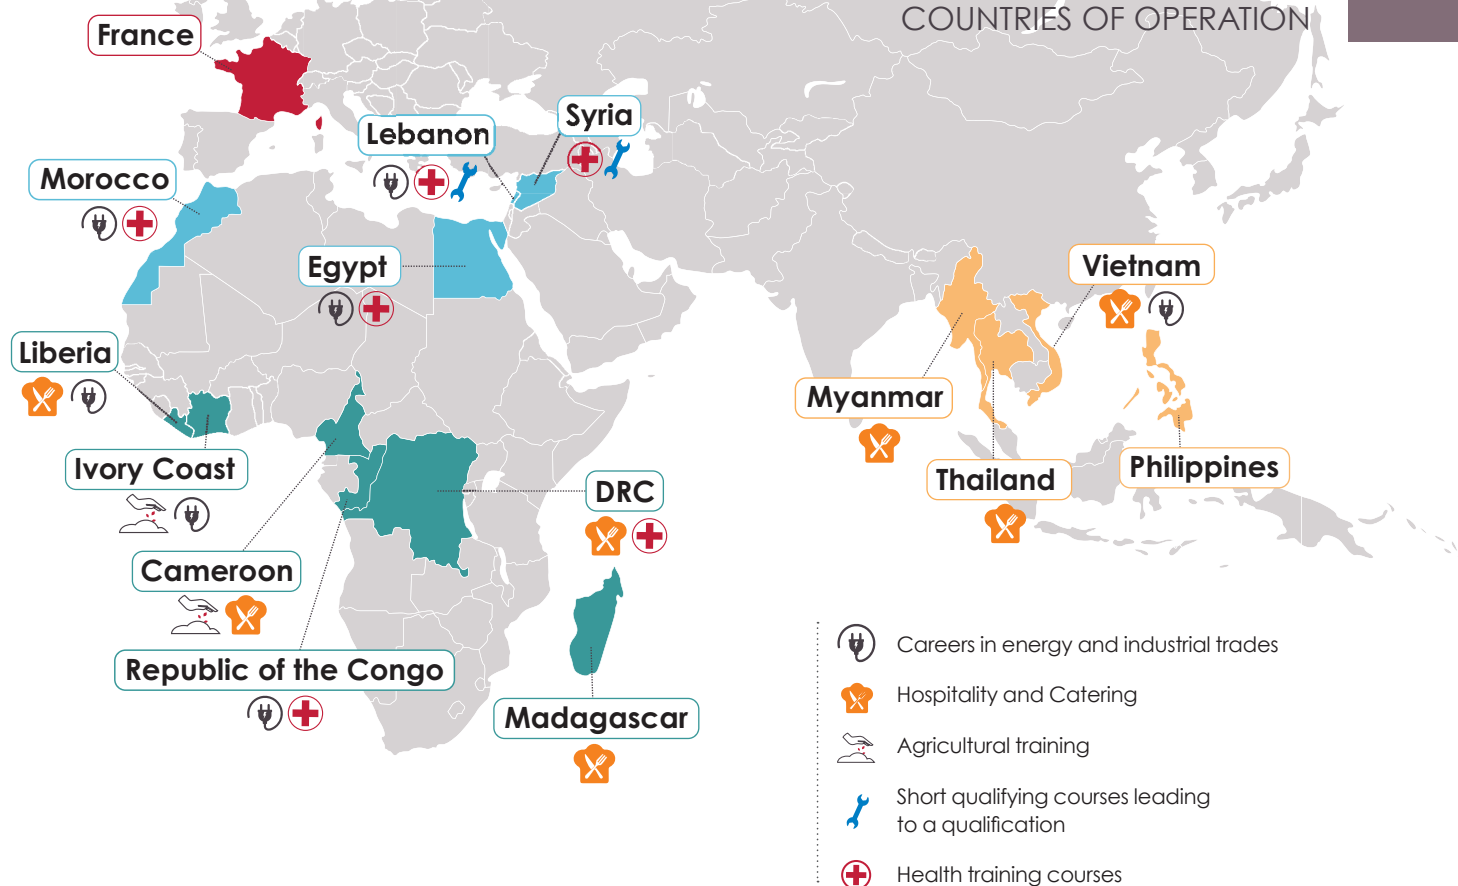 COUNTRIES OF OPERATION
France
Syria
Lebanon
Morocco
Egypt
Vietnam
Liberia
Myanmar
Ivory Coast
Philippines
Thailand
DRC
Cameroon
Republic of the Congo
Madagascar
Careers in energy and industrial trades
Hospitality and Catering
Agricultural training
Short qualifying courses leading
to a qualification
Health training courses